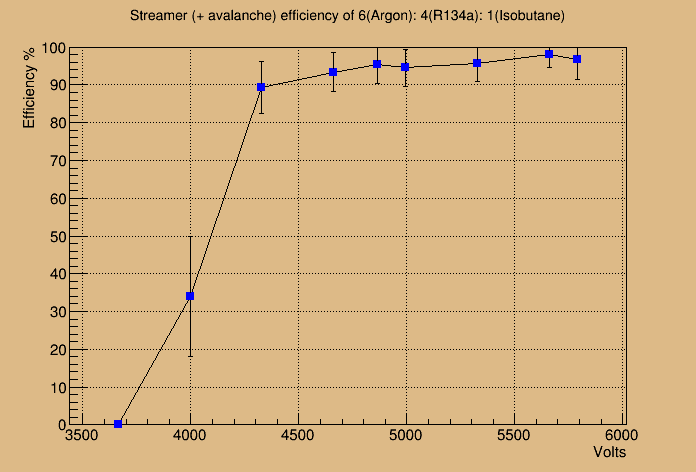 Streamer (+ avalanche) efficiency of 6(Argon): 4(R134a): 1(Isobutane)
Efficiency %
100
90
80
70
60
50
40
30
20
10
0
3500 4000 4500 5000 5500 6000
Volts